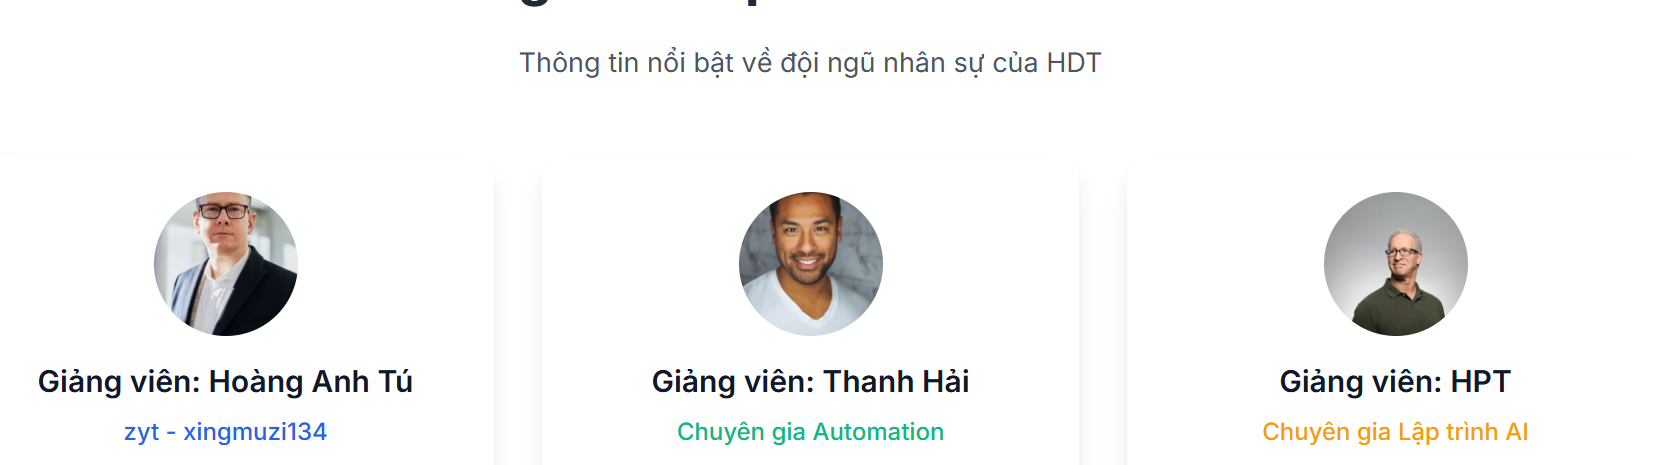 Thông tin nổi bật về đội ngũ nhân sự của HDT
Giảng viên: Hoàng Anh Tú
zyt - xingmuzi134
Giảng viên: Thanh Hải
Chuyên gia Automation
Giảng viên: HPT
Chuyên gia Lập trình AI